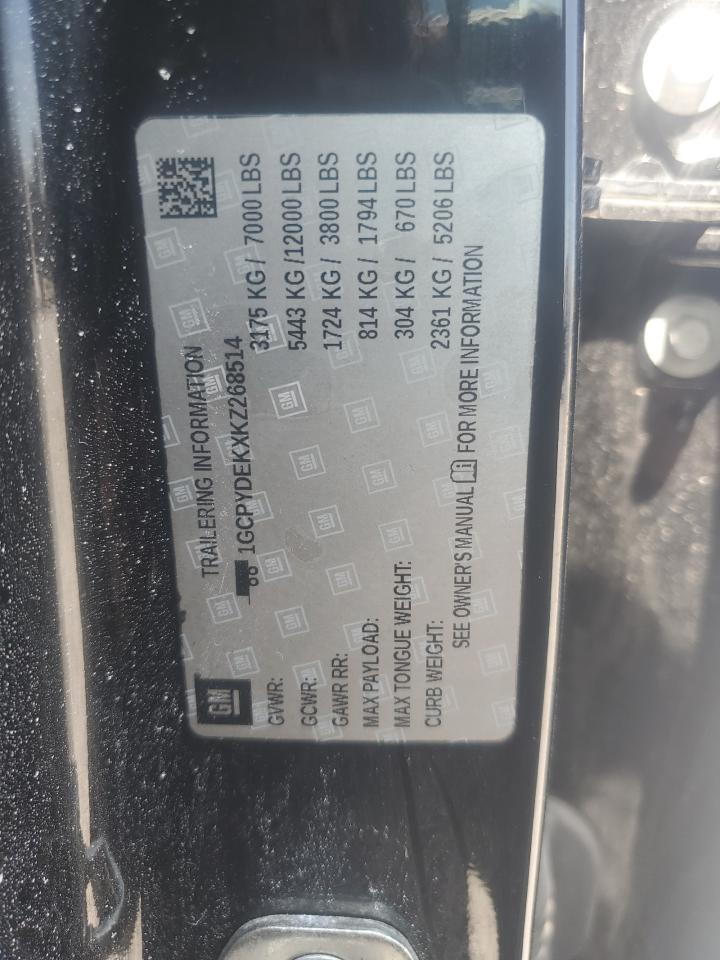 GM
TRAILERING INFORMATION
1GCPYDEKXKZ268514
GVWR: 3175 KG / 7000 LBS
GCWR: 5443 KG /12000 LBS
GAWR RR: 1724 KG / 3800 LBS
MAX PAYLOAD: 814 KG / 1794 LBS
MAX TONGUE WEIGHT: 304 KG / 670 LBS
CURB WEIGHT: 2361 KG / 5206 LBS
SEE OWNER'S MANUAL FOR MORE INFORMATION